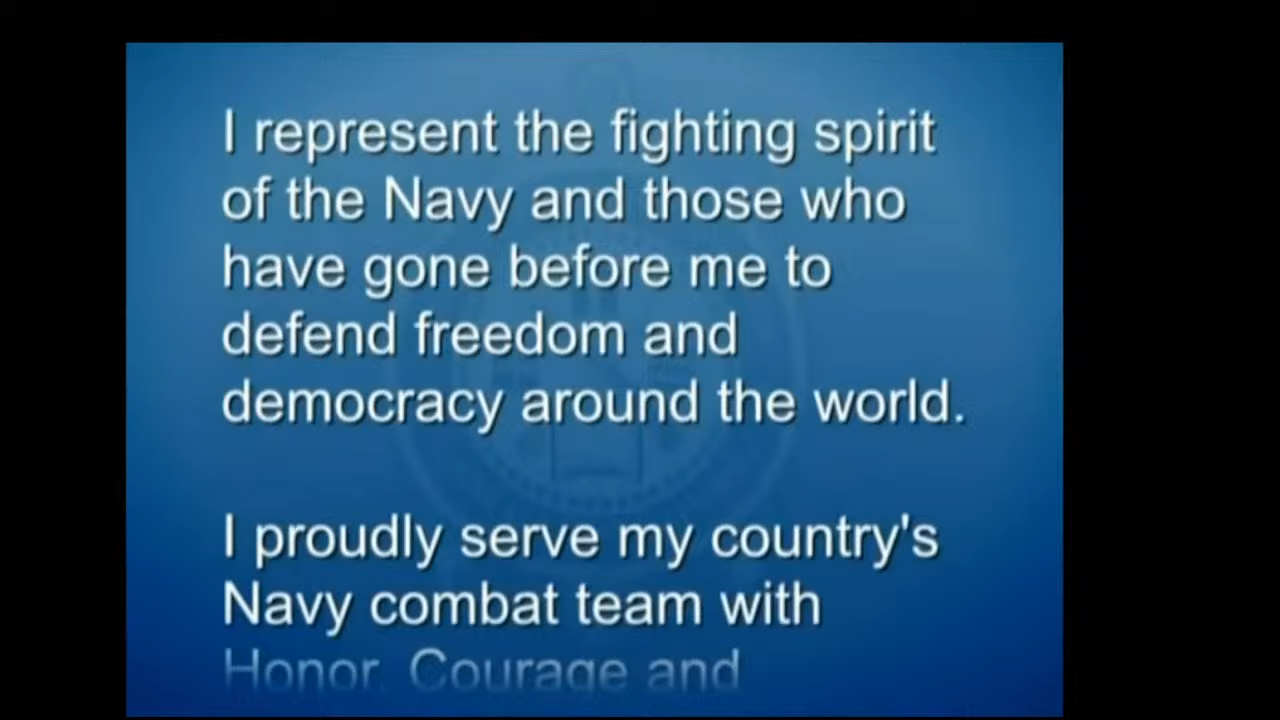 I represent the fighting spirit
of the Navy and those who
have gone before me to
defend freedom and
democracy around the world.
I proudly serve my country's
Navy combat team with
Honor, Courage and